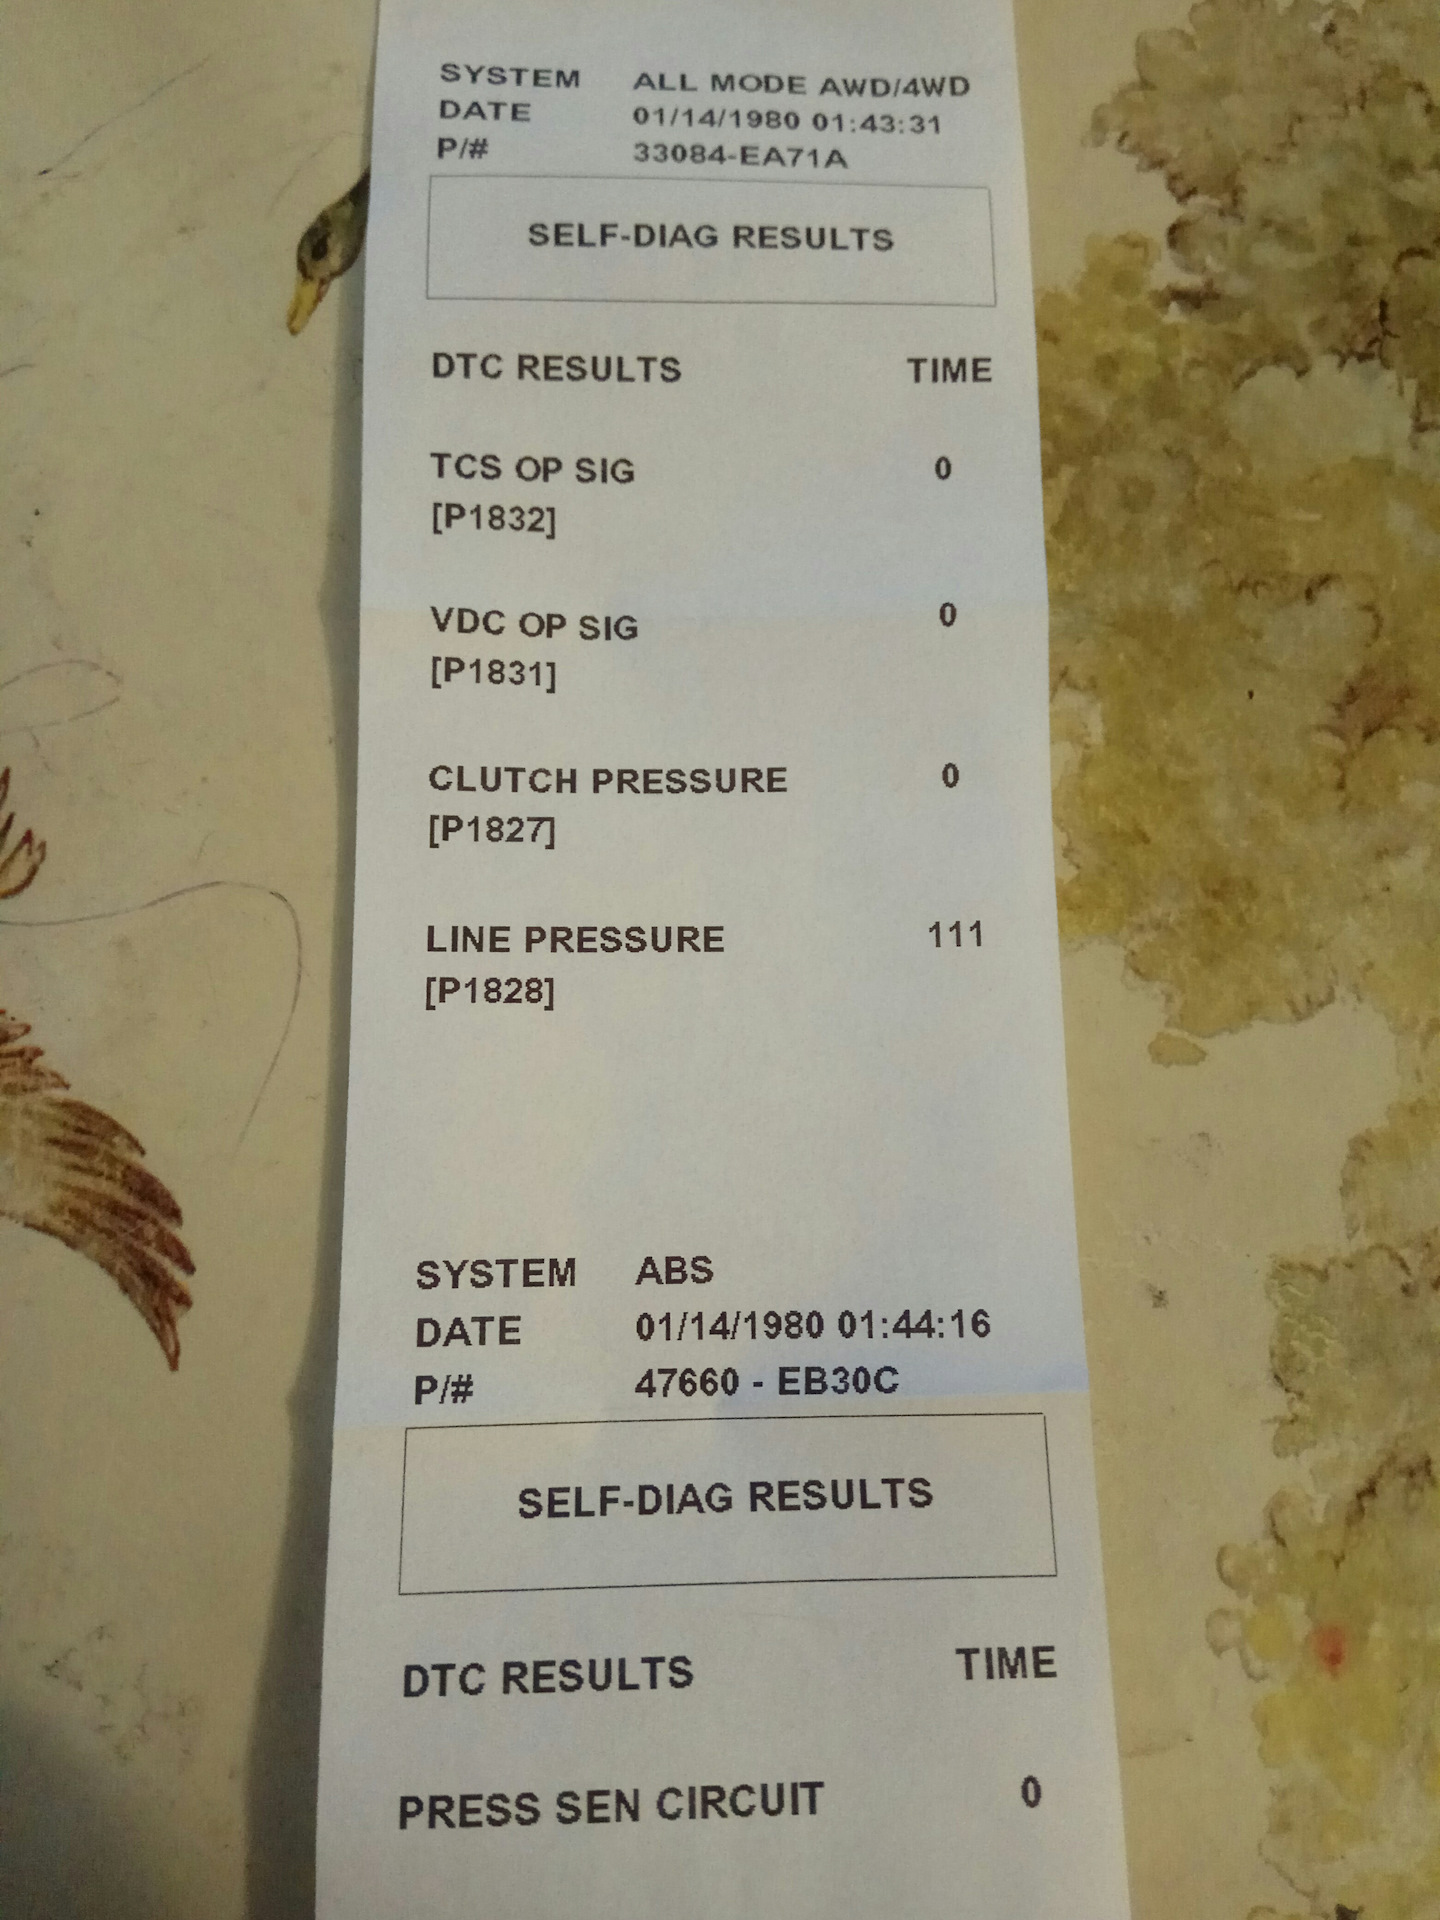 SYSTEM ALL MODE AWD/4WD
DATE 01/14/1980 01:43:31
P/# 33084-EA71A
SELF-DIAG RESULTS
DTC RESULTS TIME
TCS OP SIG 0
[P1832]
VDC OP SIG 0
[P1831]
CLUTCH PRESSURE 0
[P1827]
LINE PRESSURE 111
[P1828]
SYSTEM ABS
DATE 01/14/1980 01:44:16
P/# 47660 - EB30C
SELF-DIAG RESULTS
DTC RESULTS TIME
PRESS SEN CIRCUIT 0